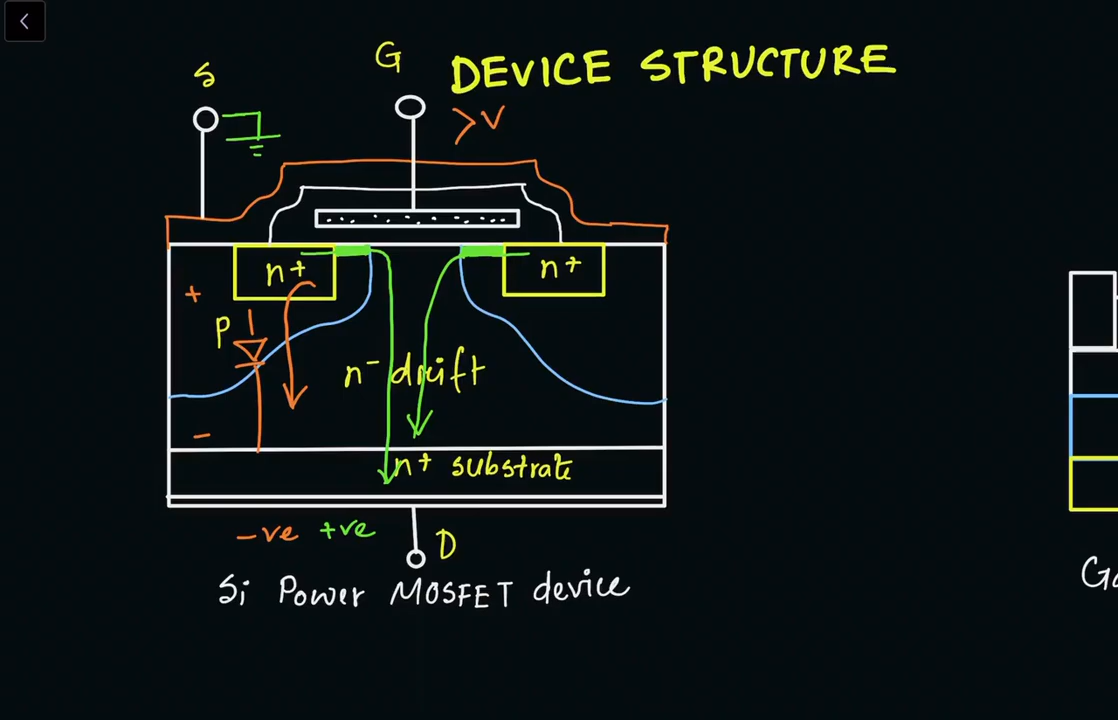 DEVICE STRUCTURE
S
G
>V
n+
n+
+
P
n⁻ drift
-
n+ substrate
-ve +ve
D
Si Power MOSFET device